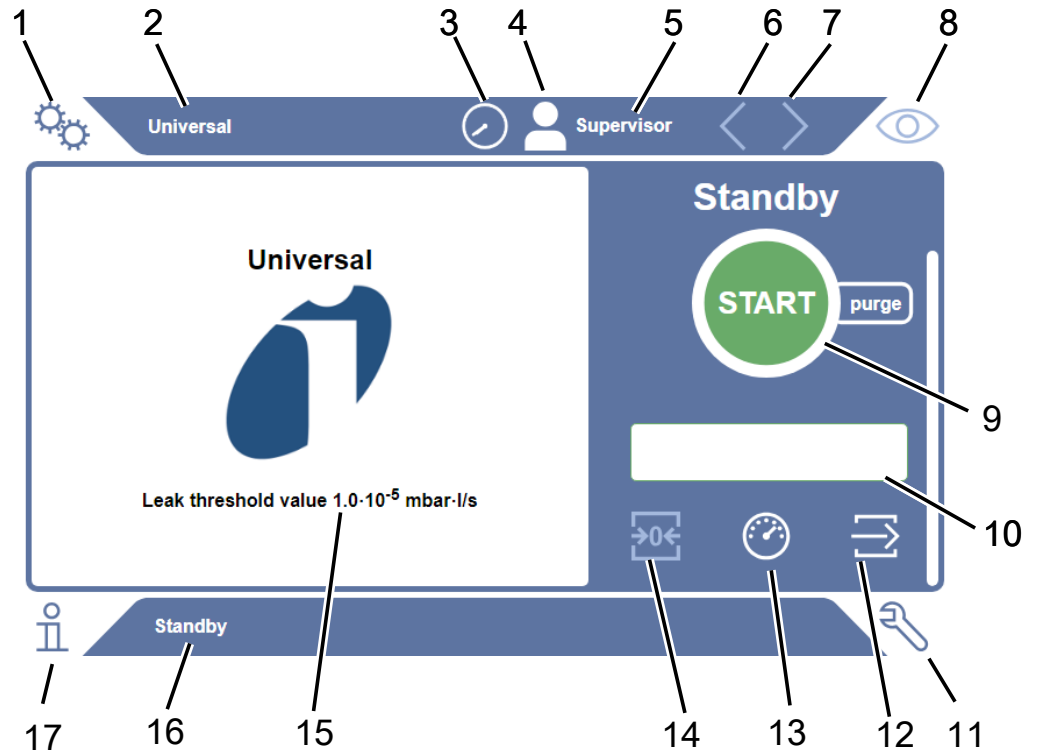 1 2 3 4 5 6 7 8
Universal Supervisor
Standby
Universal
START purge
9
Leak threshold value 1.0·10⁻⁵ mbar·l/s
10
→0←
Standby
17 16 15 14 13 12 11